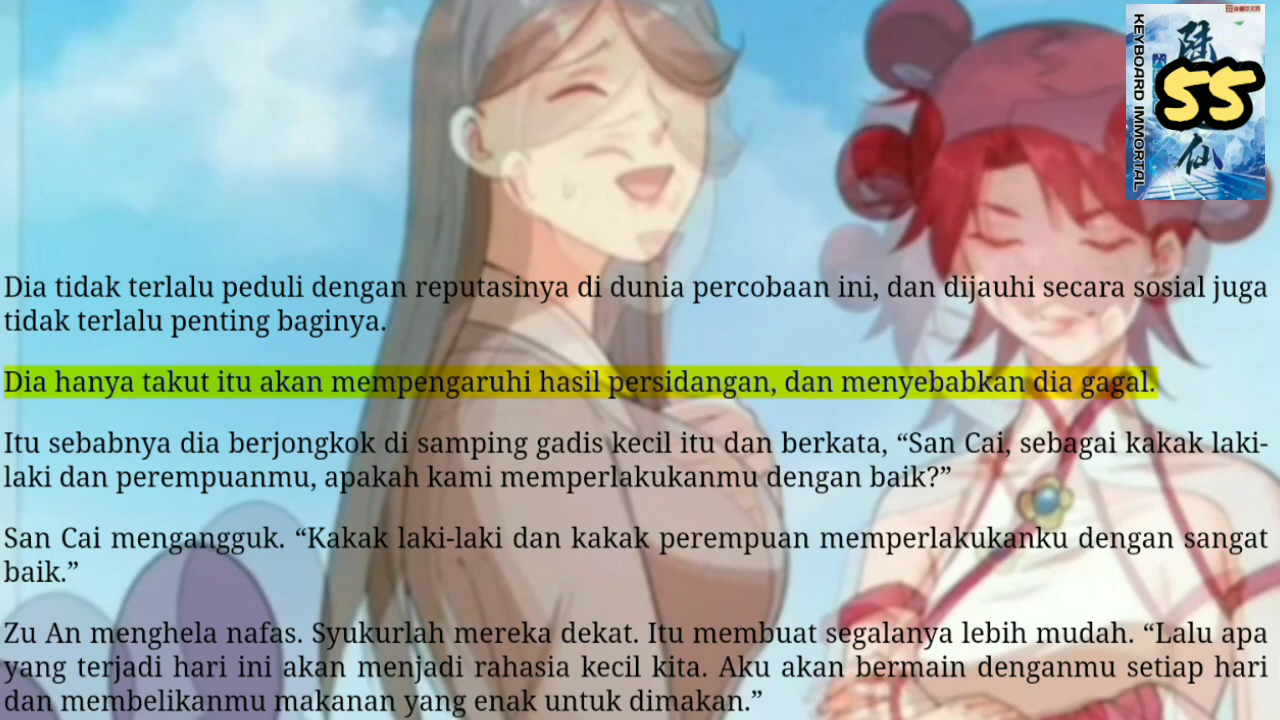 KEYBOARD IMMORTAL
陆
55
仙
Dia tidak terlalu peduli dengan reputasinya di dunia percobaan ini, dan dijauhi secara sosial juga
tidak terlalu penting baginya.
Dia hanya takut itu akan mempengaruhi hasil persidangan, dan menyebabkan dia gagal.
Itu sebabnya dia berjongkok di samping gadis kecil itu dan berkata, “San Cai, sebagai kakak laki-
laki dan perempuanmu, apakah kami memperlakukanmu dengan baik?”
San Cai mengangguk. “Kakak laki-laki dan kakak perempuan memperlakukanku dengan sangat
baik.”
Zu An menghela nafas. Syukurlah mereka dekat. Itu membuat segalanya lebih mudah. “Lalu apa
yang terjadi hari ini akan menjadi rahasia kecil kita. Aku akan bermain denganmu setiap hari
dan membelikanmu makanan yang enak untuk dimakan.”